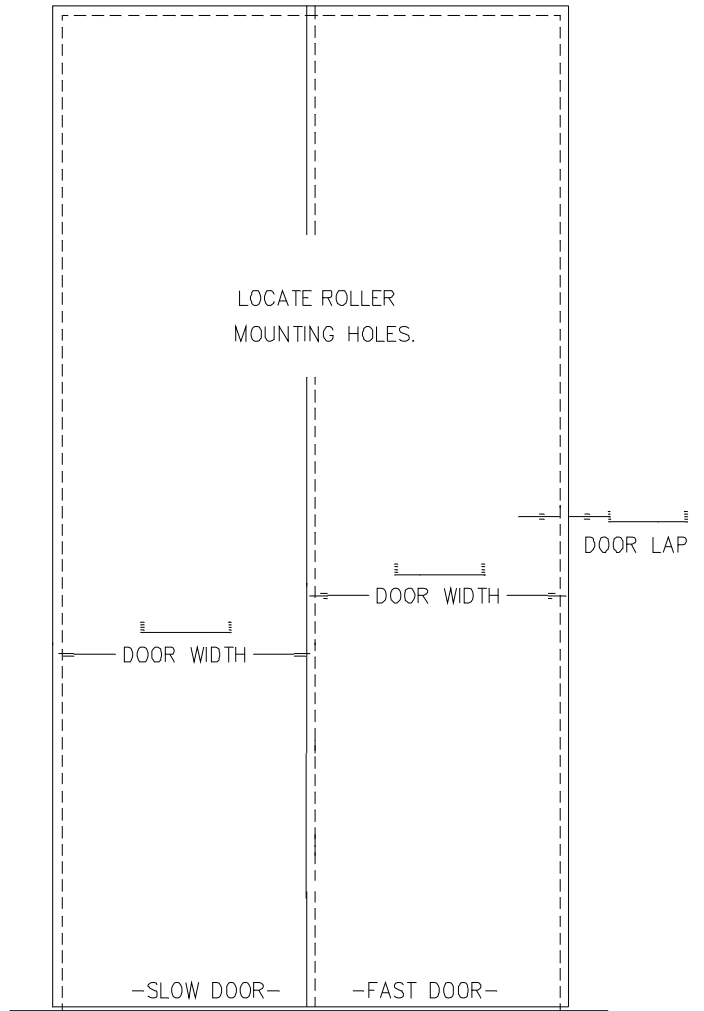 LOCATE ROLLER
MOUNTING HOLES.
DOOR LAP
DOOR WIDTH
DOOR WIDTH
-SLOW DOOR-
-FAST DOOR-